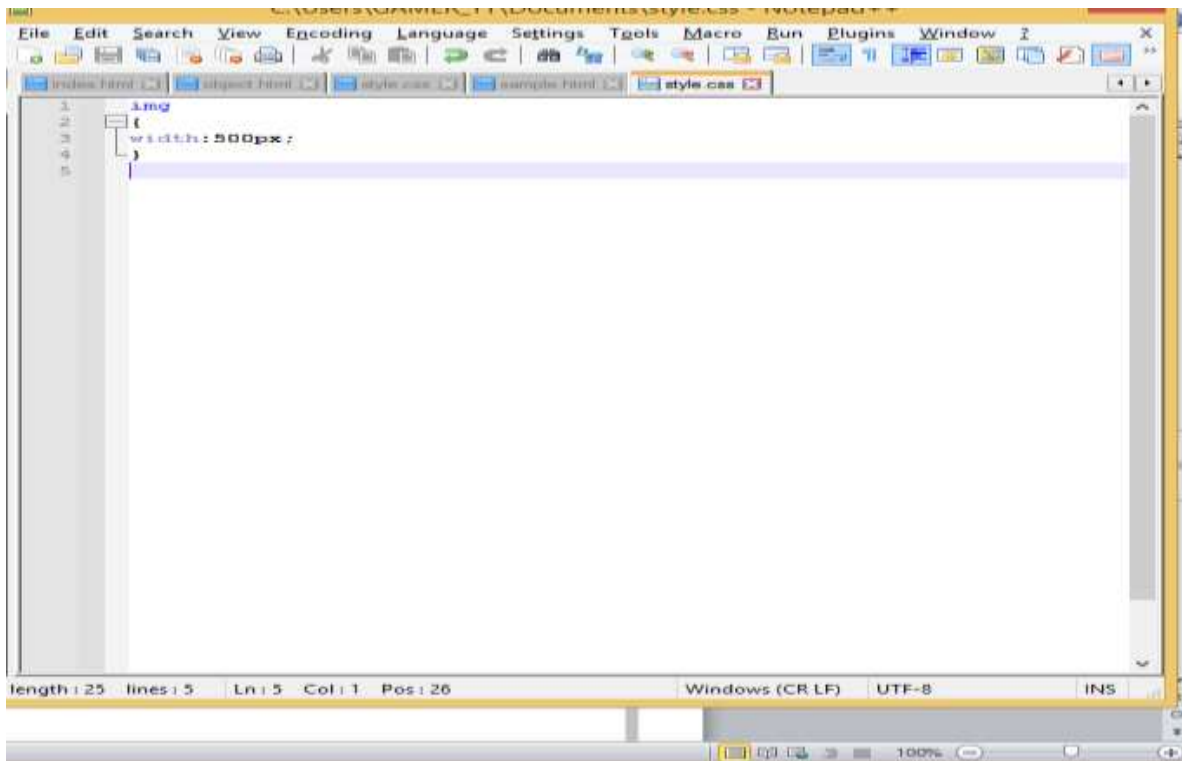 C:\Users\GAMER_YT\Documents\style.css - Notepad++
File Edit Search View Encoding Language Settings Tools Macro Run Plugins Window ? X
index.html object.html style.css sample.html style.css
1 img
2 {
3 width:500px;
4 }
5
length : 25 lines : 5 Ln : 5 Col : 1 Pos : 26 Windows (CR LF) UTF-8 INS
100%